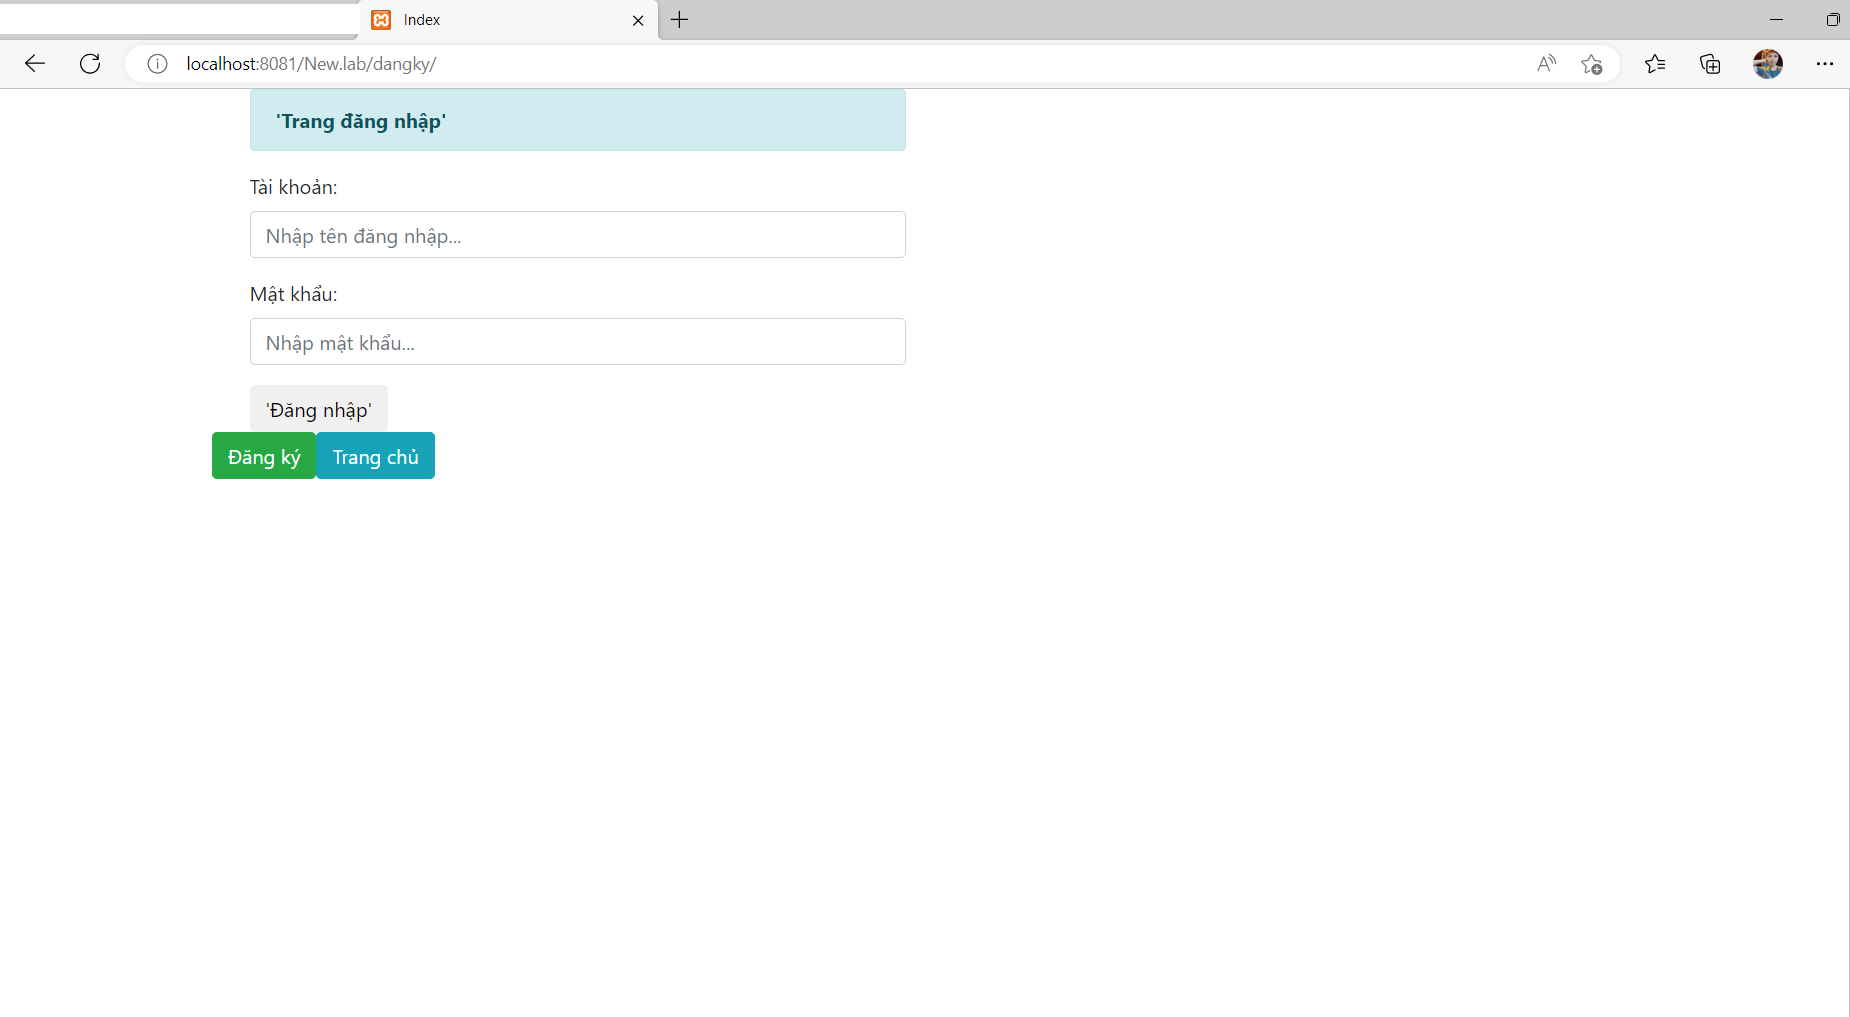 Index
localhost:8081/New.lab/dangky/
'Trang đăng nhập'
Tài khoản:
Nhập tên đăng nhập...
Mật khẩu:
Nhập mật khẩu...
'Đăng nhập'
Đăng ký Trang chủ